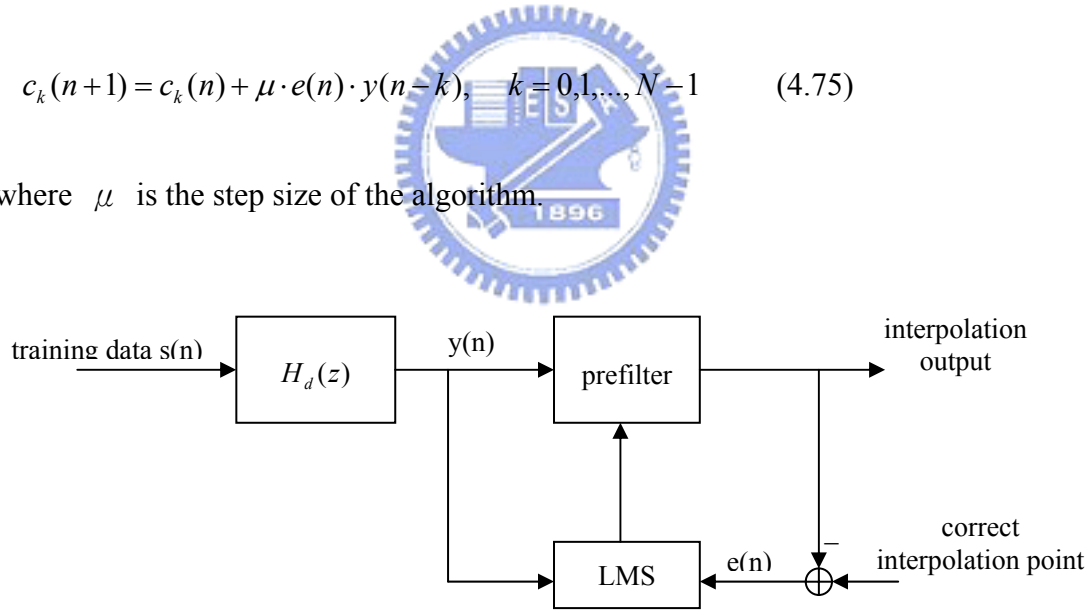 c_k(n+1) = c_k(n) + μ·e(n)·y(n−k), k = 0,1,..., N−1 (4.75)
where μ is the step size of the algorithm.
ES
1896
training data s(n)
H_d(z)
y(n)
prefilter
interpolation
output
LMS
e(n)
−
correct
interpolation point